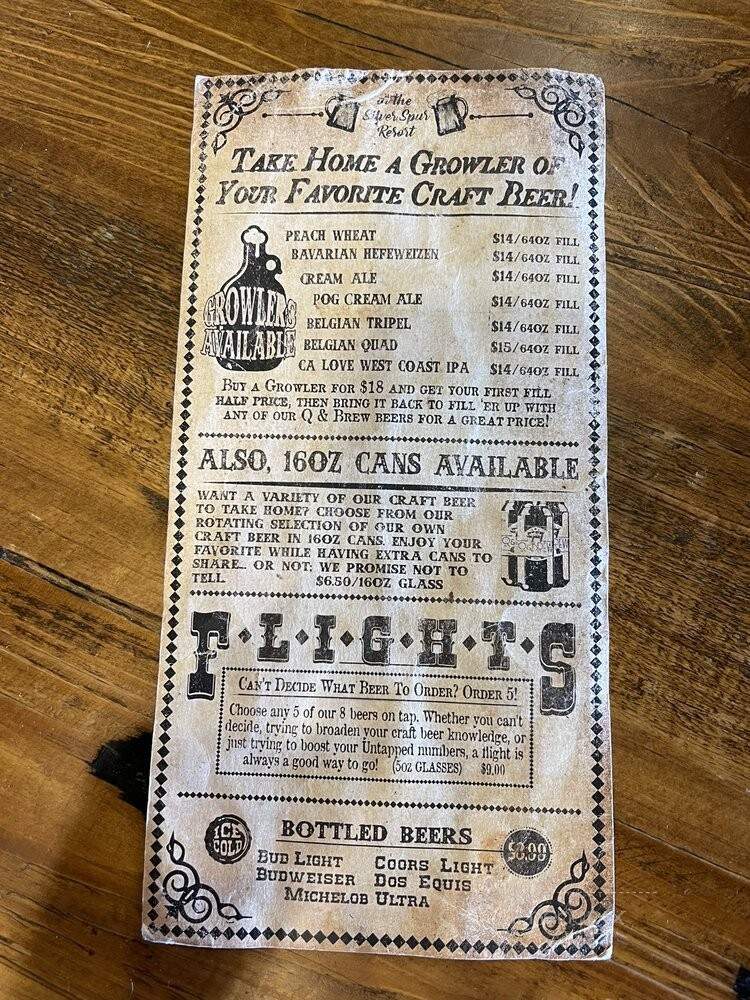 at the
Silver Spur
Resort
TAKE HOME A GROWLER OF
YOUR FAVORITE CRAFT BEER!
GROWLERS
AVAILABLE
PEACH WHEAT $14/64OZ FILL
BAVARIAN HEFEWEIZEN $14/64OZ FILL
CREAM ALE $14/64OZ FILL
POG CREAM ALE $14/64OZ FILL
BELGIAN TRIPEL $14/64OZ FILL
BELGIAN QUAD $15/64OZ FILL
CA LOVE WEST COAST IPA $14/64OZ FILL
BUY A GROWLER FOR $18 AND GET YOUR FIRST FILL
HALF PRICE, THEN BRING IT BACK TO FILL 'ER UP WITH
ANY OF OUR Q & BREW BEERS FOR A GREAT PRICE!
ALSO, 16OZ CANS AVAILABLE
WANT A VARIETY OF OUR CRAFT BEER
TO TAKE HOME? CHOOSE FROM OUR
ROTATING SELECTION OF OUR OWN
CRAFT BEER IN 16OZ CANS. ENJOY YOUR
FAVORITE WHILE HAVING EXTRA CANS TO
SHARE... OR NOT; WE PROMISE NOT TO
TELL. $6.50/16OZ GLASS
F•L•I•G•H•T•S
CAN'T DECIDE WHAT BEER TO ORDER? ORDER 5!
Choose any 5 of our 8 beers on tap. Whether you can't
decide, trying to broaden your craft beer knowledge, or
just trying to boost your Untapped numbers, a flight is
always a good way to go! (5OZ GLASSES) $9.00
ICE
COLD
BOTTLED BEERS
BUD LIGHT COORS LIGHT
BUDWEISER DOS EQUIS
MICHELOB ULTRA